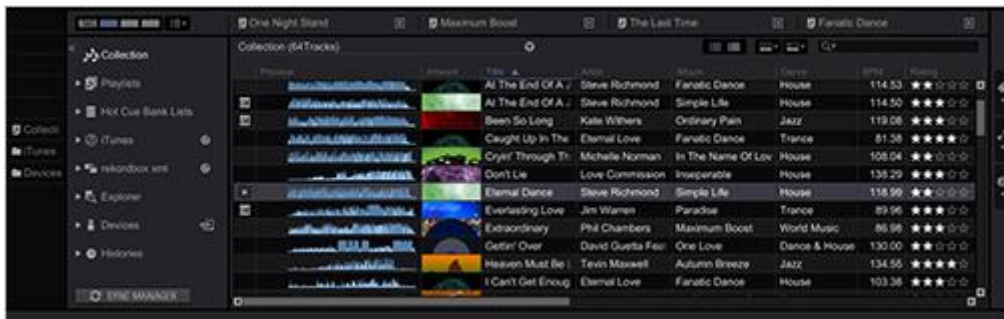 One Night Stand
Maximum Boost
The Last Time
Fanatic Dance
Collection
Collection (64Tracks)
Playlists
Hot Cue Bank Lists
iTunes
rekordbox xml
Explorer
Devices
Histories
SYNC MANAGER
Collecti
iTunes
Devices
Preview Artwork Title Artist Album Genre BPM Rating
At The End Of A Steve Richmond Fanatic Dance House 114.53
At The End Of A Steve Richmond Simple Life House 114.50
Been So Long Kate Withers Ordinary Pain Jazz 119.08
Caught Up In The Eternal Love Fanatic Dance Trance 81.38
Cryin' Through Th Michelle Norman In The Name Of Lov House 108.04
Don't Lie Love Commission Inseperable House 138.29
Eternal Dance Steve Richmond Simple Life House 118.99
Everlasting Love Jim Warren Paradise Trance 89.96
Extraordinary Phil Chambers Maximum Boost World Music 86.98
Gettin' Over David Guetta Feat One Love Dance & House 130.00
Heaven Must Be Tevin Maxwell Autumn Breeze Jazz 134.55
I Can't Get Enoug Eternal Love Fanatic Dance House 103.38